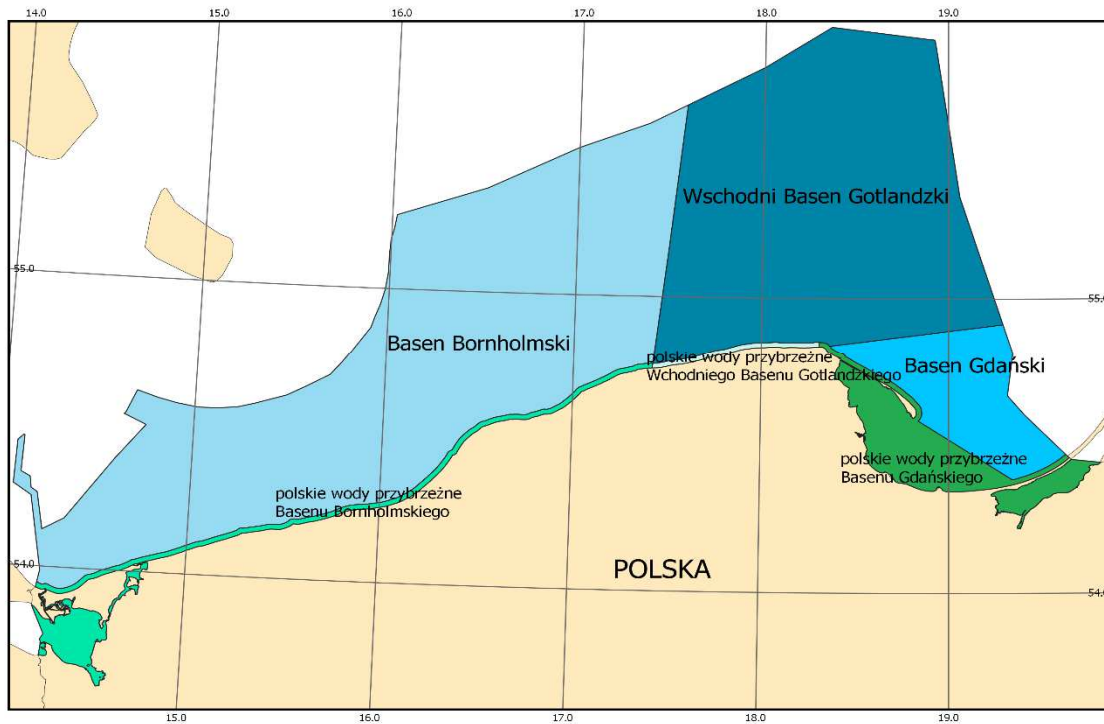 14.0 15.0 16.0 17.0 18.0 19.0
Wschodni Basen Gotlandzki
55.0 55.0
Basen Bornholmski
polskie wody przybrzeżne
Wchodniego Basenu Gotlandzkiego
Basen Gdański
polskie wody przybrzeżne
Basenu Gdańskiego
polskie wody przybrzeżne
Basenu Bornholmskiego
54.0 54.0
POLSKA
15.0 16.0 17.0 18.0 19.0